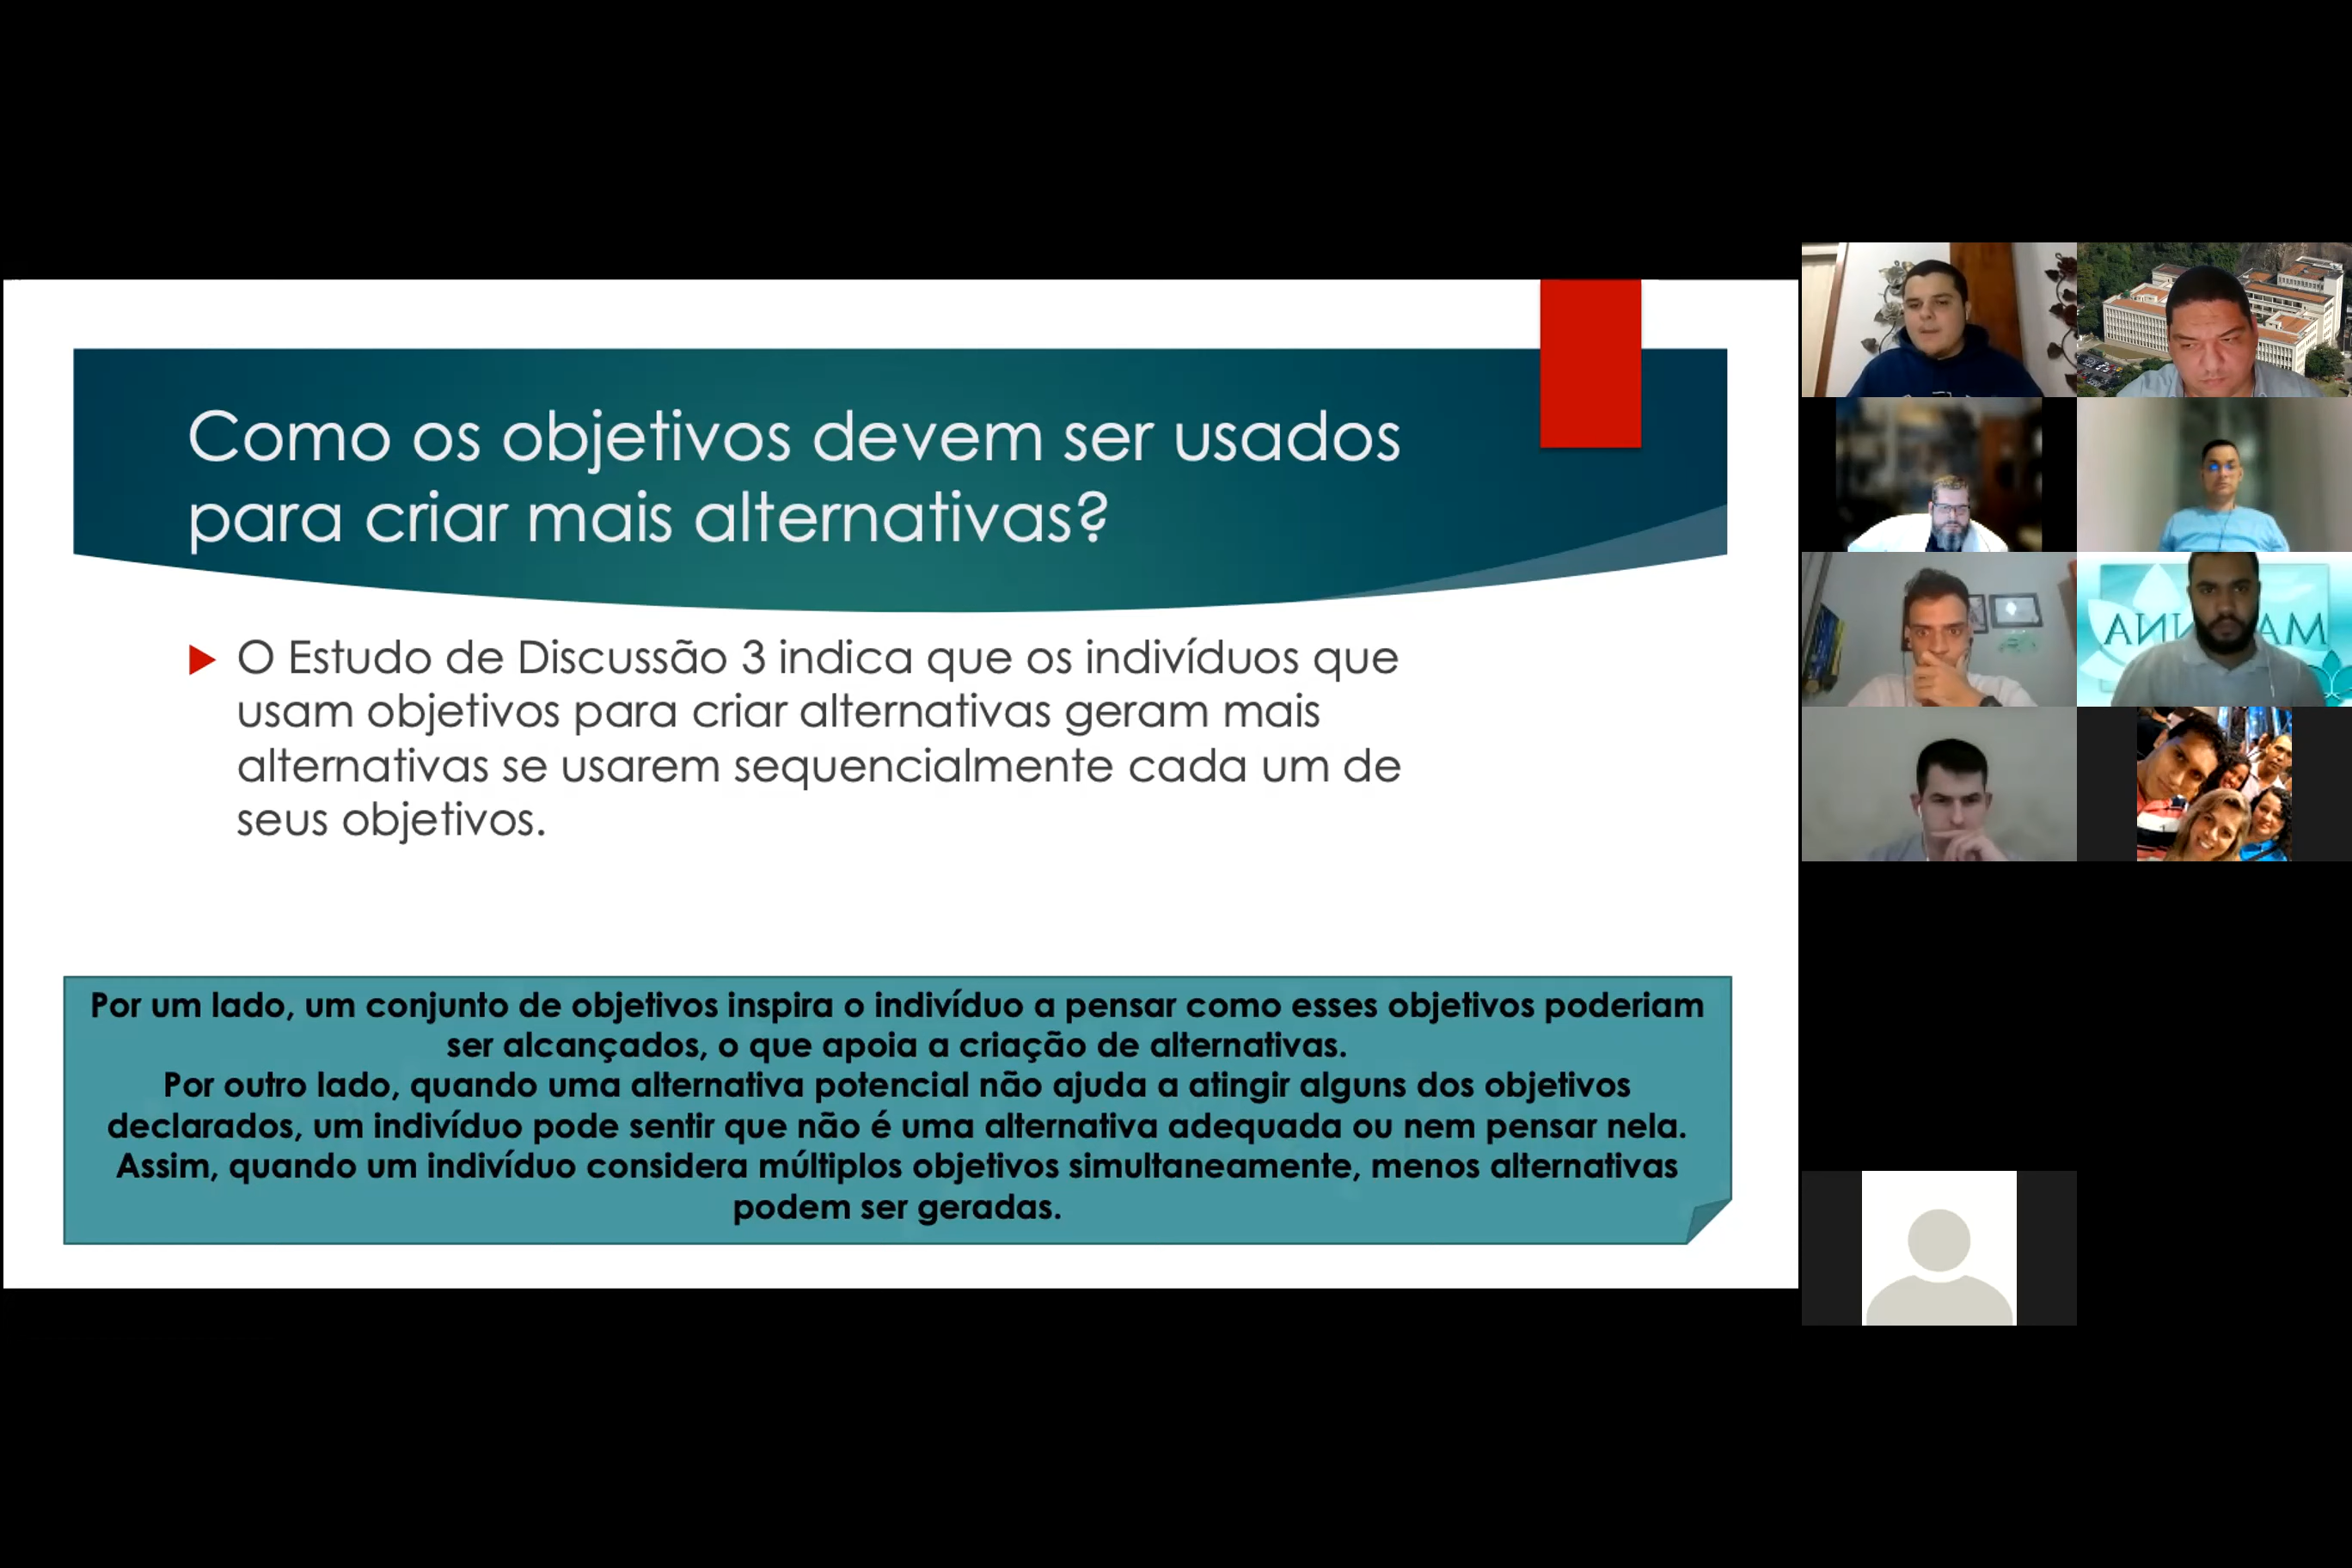 Como os objetivos devem ser usados
para criar mais alternativas?
O Estudo de Discussão 3 indica que os indivíduos que
usam objetivos para criar alternativas geram mais
alternativas se usarem sequencialmente cada um de
seus objetivos.
Por um lado, um conjunto de objetivos inspira o indivíduo a pensar como esses objetivos poderiam
ser alcançados, o que apoia a criação de alternativas.
Por outro lado, quando uma alternativa potencial não ajuda a atingir alguns dos objetivos
declarados, um indivíduo pode sentir que não é uma alternativa adequada ou nem pensar nela.
Assim, quando um indivíduo considera múltiplos objetivos simultaneamente, menos alternativas
podem ser geradas.